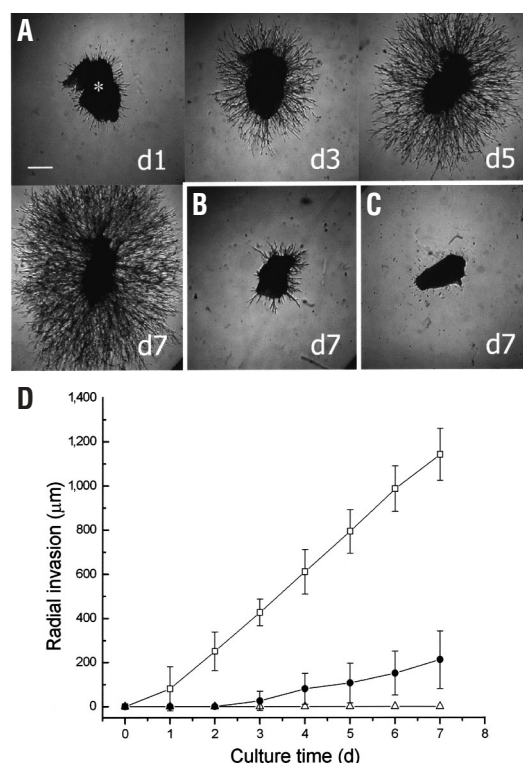 A
*
d1
d3
d5
d7
B
d7
C
d7
D
1,400
1,200
1,000
800
600
400
200
0
Radial invasion (μm)
0 1 2 3 4 5 6 7 8
Culture time (d)